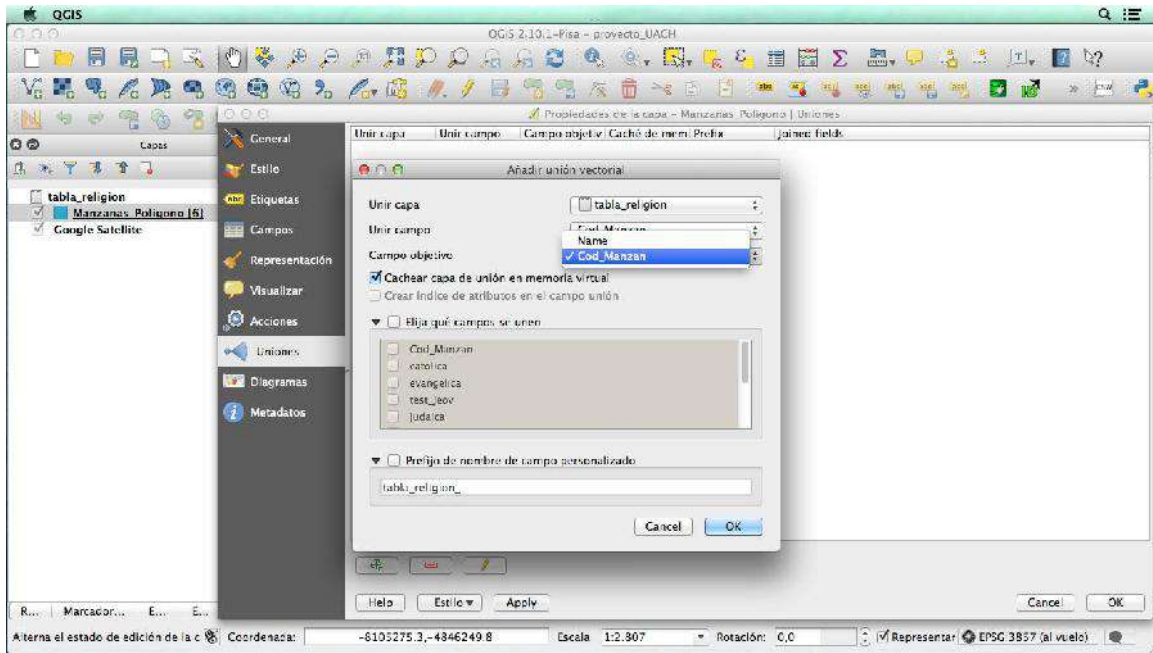 QGIS
QGIS 2.10.1-Pisa - proyecto_UACH
Propiedades de la capa - Manzanas_Poligono | Uniones
Capas
tabla_religion
Manzanas_Poligono [6]
Google Satellite
General
Estilo
Etiquetas
Campos
Representación
Visualizar
Acciones
Uniones
Diagramas
Metadatos
Unir capa Unir campo Campo objetiv Caché de mem Prefix Joined fields
Añadir unión vectorial
Unir capa tabla_religion
Unir campo Cod_Manzan
Name
Campo objetivo ✓ Cod_Manzan
Cachear capa de unión en memoria virtual
Crear índice de atributos en el campo unión
Elija qué campos se unen
Cod_Manzan
catolica
evangelica
test_jeov
judaica
Prefijo de nombre de campo personalizado
tabla_religion_
Cancel OK
Help Estilo Apply Cancel OK
R... Marcador... E... E...
Alterna el estado de edición de la c Coordenada: -8105275.3,-4846249.8 Escala 1:2.807 Rotación: 0,0 Representar EPSG:3857 (al vuelo)